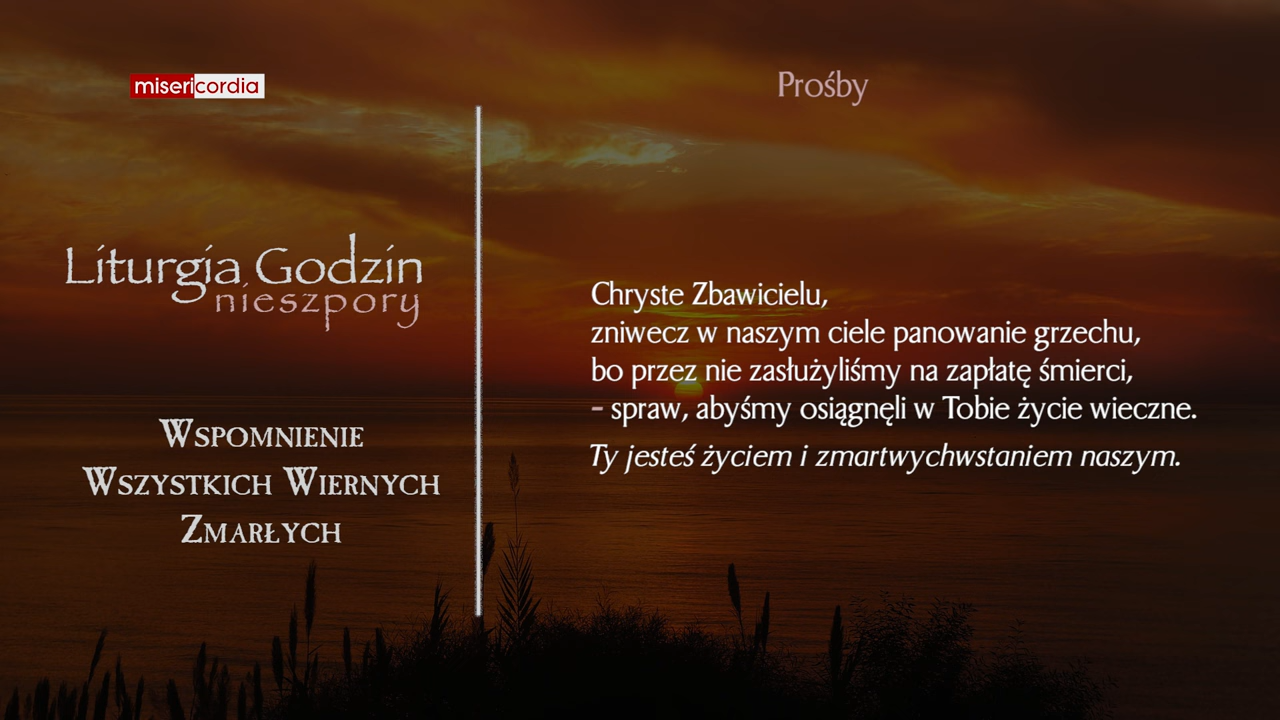 misericordia
Prośby
Liturgia Godzin
nieszpory
Wspomnienie
Wszystkich Wiernych
Zmarłych
Chryste Zbawicielu,
zniwecz w naszym ciele panowanie grzechu,
bo przez nie zasłużyliśmy na zapłatę śmierci,
- spraw, abyśmy osiągnęli w Tobie życie wieczne.
Ty jesteś życiem i zmartwychwstaniem naszym.